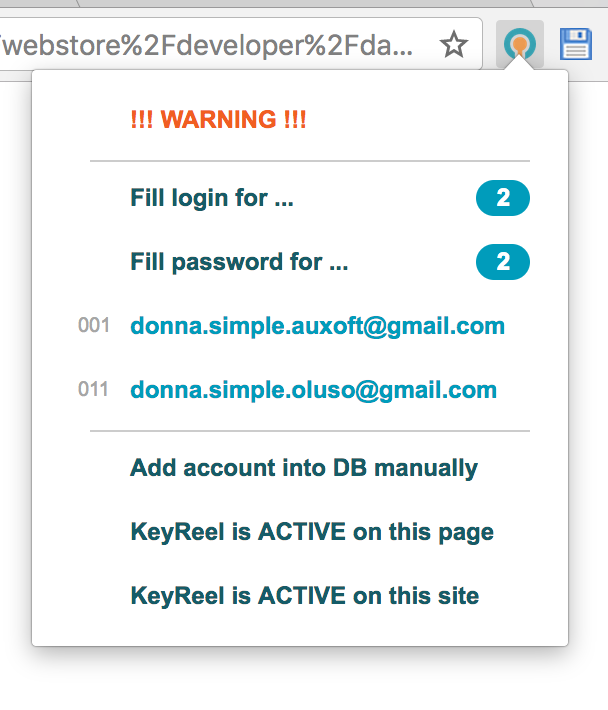 webstore%2Fdeveloper%2Fda...
!!! WARNING !!!
Fill login for ... 2
Fill password for ... 2
001 donna.simple.auxoft@gmail.com
011 donna.simple.oluso@gmail.com
Add account into DB manually
KeyReel is ACTIVE on this page
KeyReel is ACTIVE on this site